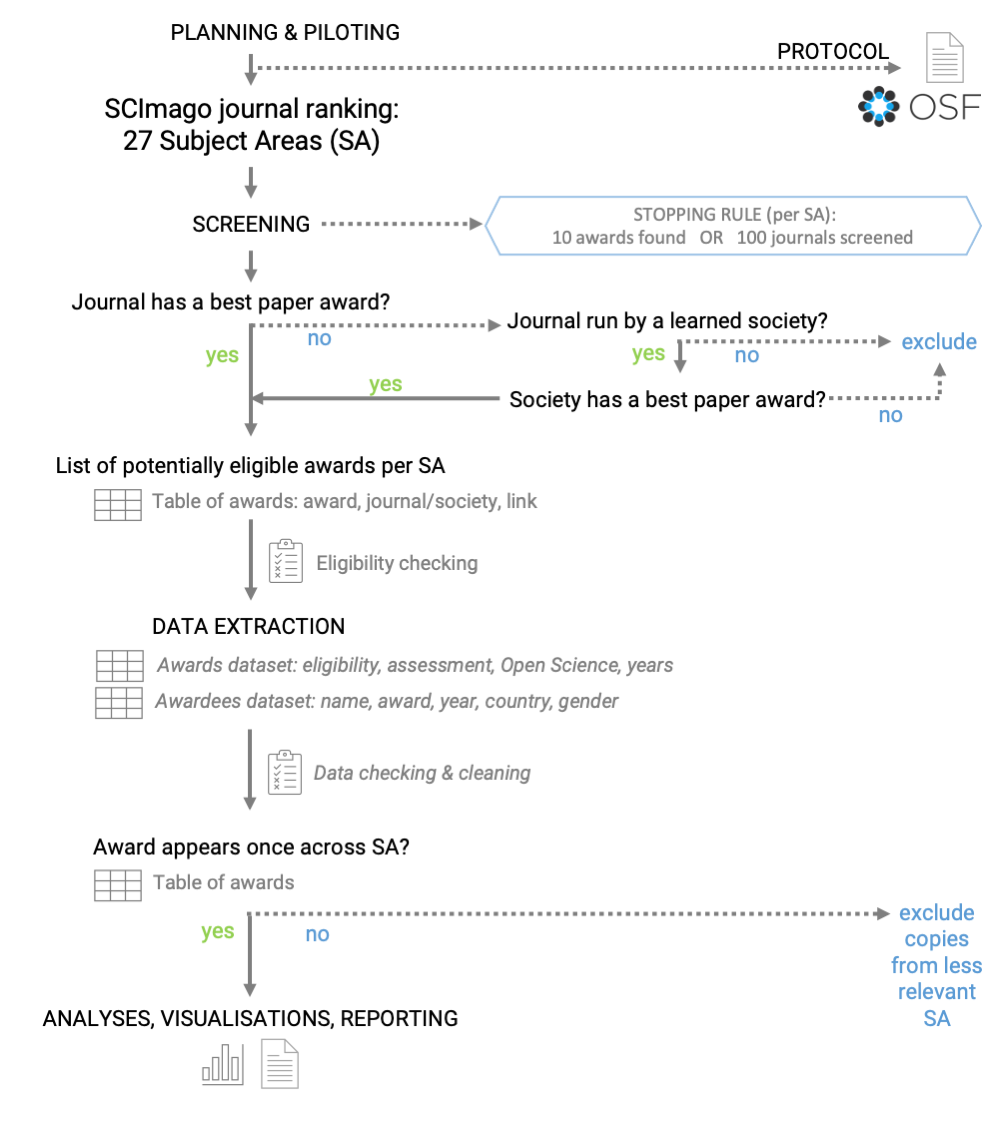 PLANNING & PILOTING
PROTOCOL
OSF
SCImago journal ranking:
27 Subject Areas (SA)
SCREENING
STOPPING RULE (per SA):
10 awards found OR 100 journals screened
Journal has a best paper award?
no
Journal run by a learned society?
yes
yes
no
exclude
yes
Society has a best paper award?
no
List of potentially eligible awards per SA
Table of awards: award, journal/society, link
Eligibility checking
DATA EXTRACTION
Awards dataset: eligibility, assessment, Open Science, years
Awardees dataset: name, award, year, country, gender
Data checking & cleaning
Award appears once across SA?
Table of awards
yes
no
exclude
copies
from less
relevant
SA
ANALYSES, VISUALISATIONS, REPORTING